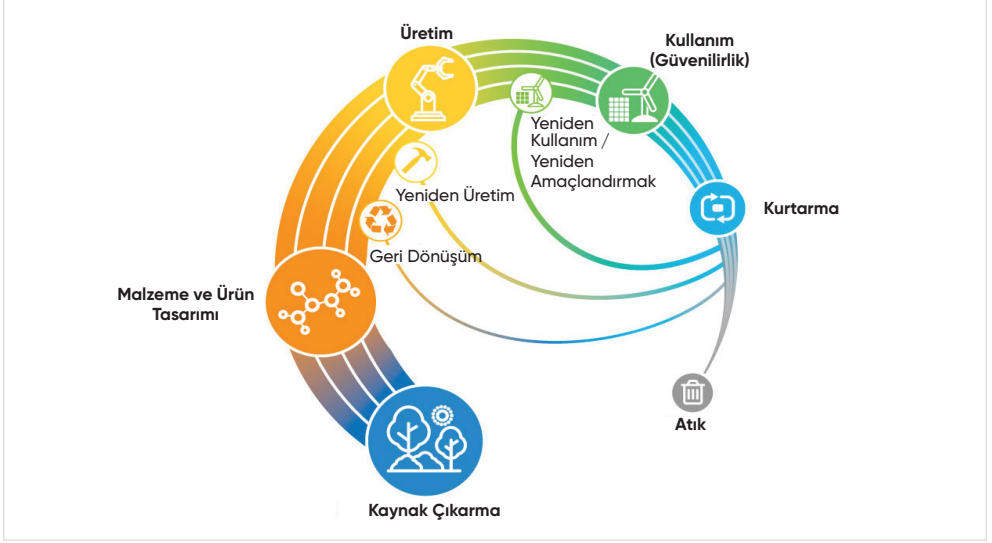 Üretim
Kullanım
(Güvenilirlik)
Yeniden
Kullanım /
Yeniden
Amaçlandırmak
Yeniden Üretim
Kurtarma
Geri Dönüşüm
Malzeme ve Ürün
Tasarımı
Atık
Kaynak Çıkarma